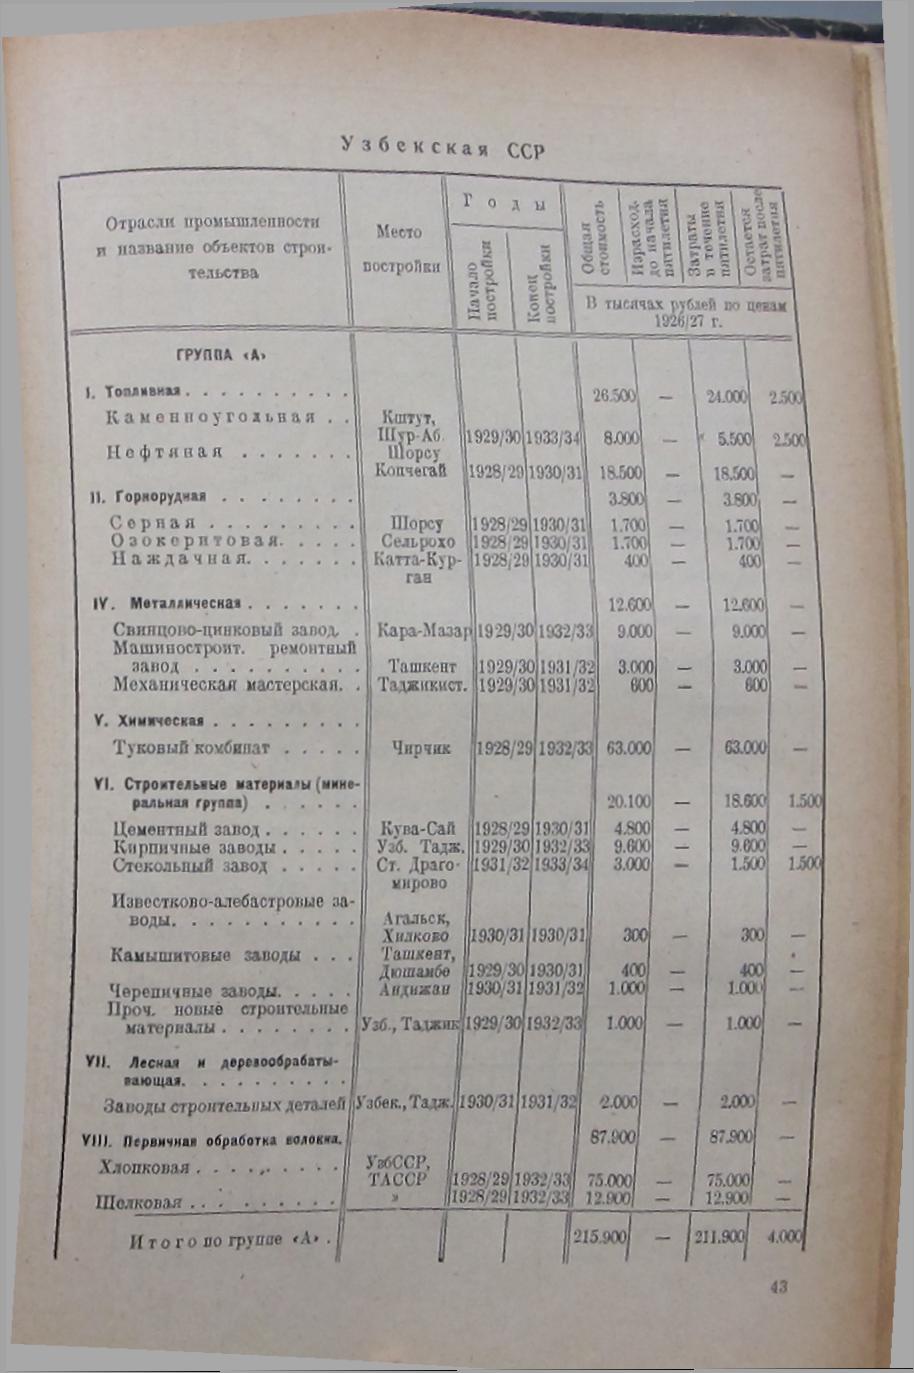 Узбекская ССР
Отрасли промышленности
и название объектов строи-
тельства
Место
постройки
Годы
Начало
постройки
Конец
постройки
Общая
стоимость
Израсход.
до начала
пятилетия
Затраты
в течение
пятилетия
Остается
затрат после
пятилетия
В тысячах рублей по ценам
1926/27 г.
ГРУППА «А»
I. Топливная . . . . . . . . . . 26.500 — 24.000 2.500
Каменноугольная . . Кштут,
Шур-Аб 1929/30 1933/34 8.000 — 5.500 2.500
Нефтяная . . . . . . . Шорсу
Копчегай 1928/29 1930/31 18.500 — 18.500 —
II. Горнорудная . . . . . . . . 3.800 — 3.800 —
Серная . . . . . . . . . Шорсу 1928/29 1930/31 1.700 — 1.700 —
Озокеритовая. . . . . Сельрохо 1928/29 1930/31 1.700 — 1.700 —
Наждачная. . . . . . . Катта-Кур- 1928/29 1930/31 400 — 400 —
ган
IV. Металлическая . . . . . . . 12.600 — 12.600 —
Свинцово-цинковый завод. . Кара-Мазар 1929/30 1932/33 9.000 — 9.000 —
Машиностроит. ремонтный
завод . . . . . . . . . . Ташкент 1929/30 1931/32 3.000 — 3.000 —
Механическая мастерская. . Таджикист. 1929/30 1931/32 600 — 600 —
V. Химическая . . . . . . . . .
Туковый комбинат . . . . . Чирчик 1928/29 1932/33 63.000 — 63.000 —
VI. Строительные материалы (мине-
ральная группа) . . . . . . 20.100 — 18.600 1.500
Цементный завод . . . . . . Кува-Сай 1928/29 1930/31 4.800 — 4.800 —
Кирпичные заводы . . . . . Узб. Тадж. 1929/30 1932/33 9.600 — 9.600 —
Стекольный завод . . . . . Ст. Драго- 1931/32 1933/34 3.000 — 1.500 1.500
мирово
Известково-алебастровые за-
воды. . . . . . . . . . . Агальск,
Хилково 1930/31 1930/31 300 — 300 —
Камышитовые заводы . . . Ташкент,
Дюшамбе 1929/30 1930/31 400 — 400 —
Черепичные заводы. . . . . Андижан 1930/31 1931/32 1.000 — 1.000 —
Проч. новые строительные
материалы . . . . . . . . Узб., Таджик 1929/30 1932/33 1.000 — 1.000 —
VII. Лесная и деревообрабаты-
вающая. . . . . . . . . .
Заводы строительных деталей Узбек., Тадж. 1930/31 1931/32 2.000 — 2.000 —
VIII. Первичная обработка волокна. 87.900 — 87.900 —
Хлопковая . . . . . . . . . УзбССР,
ТАССР 1928/29 1932/33 75.000 — 75.000 —
Шелковая . . . . . . . . . . » 1928/29 1932/33 12.900 — 12.900 —
Итого по группе «А» . 215.900 — 211.900 4.000
43